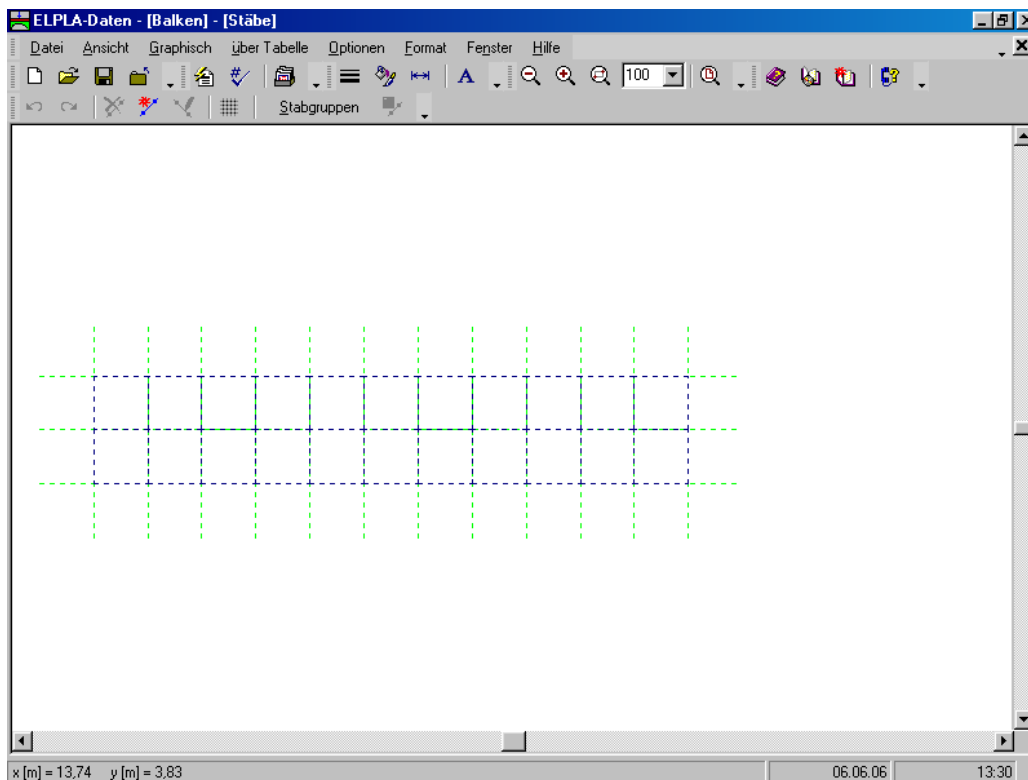 ELPLA-Daten - [Balken] - [Stäbe]
Datei Ansicht Graphisch über Tabelle Optionen Format Fenster Hilfe
A 100
Stabgruppen
x [m] = 13,74 y [m] = 3,83 06.06.06 13:30